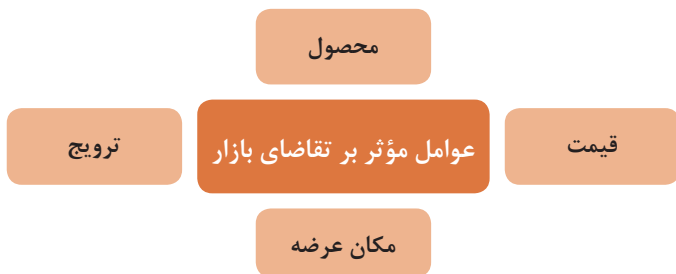 محصول
قیمت
عوامل مؤثر بر تقاضای بازار
ترویج
مکان عرضه